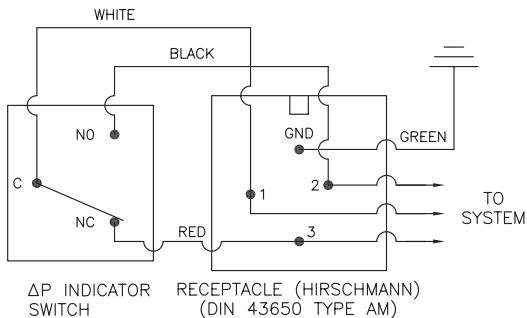 WHITE
BLACK
NO
GND
GREEN
C
1
2
TO
SYSTEM
NC
RED
3
ΔP INDICATOR
SWITCH
RECEPTACLE (HIRSCHMANN)
(DIN 43650 TYPE AM)